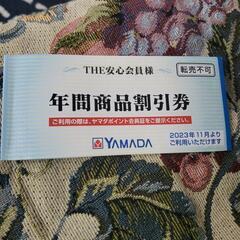 THE安心会員様
転売不可
年間商品割引券
ご利用の際は、ヤマダポイント会員証をご提示ください。
YAMADA
2023年11月より
ご利用いただけます